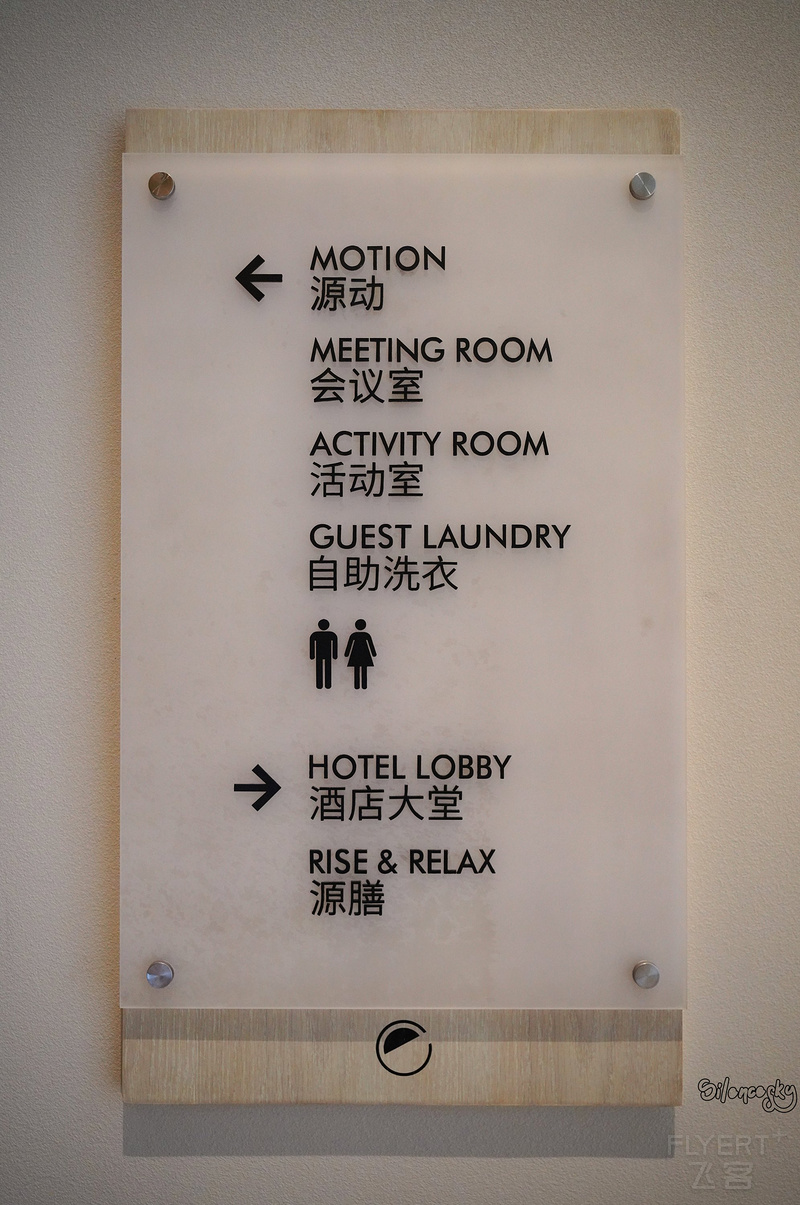 MOTION
源动
MEETING ROOM
会议室
ACTIVITY ROOM
活动室
GUEST LAUNDRY
自助洗衣
HOTEL LOBBY
酒店大堂
RISE & RELAX
源膳
Siloncosky
FLYERT
飞客